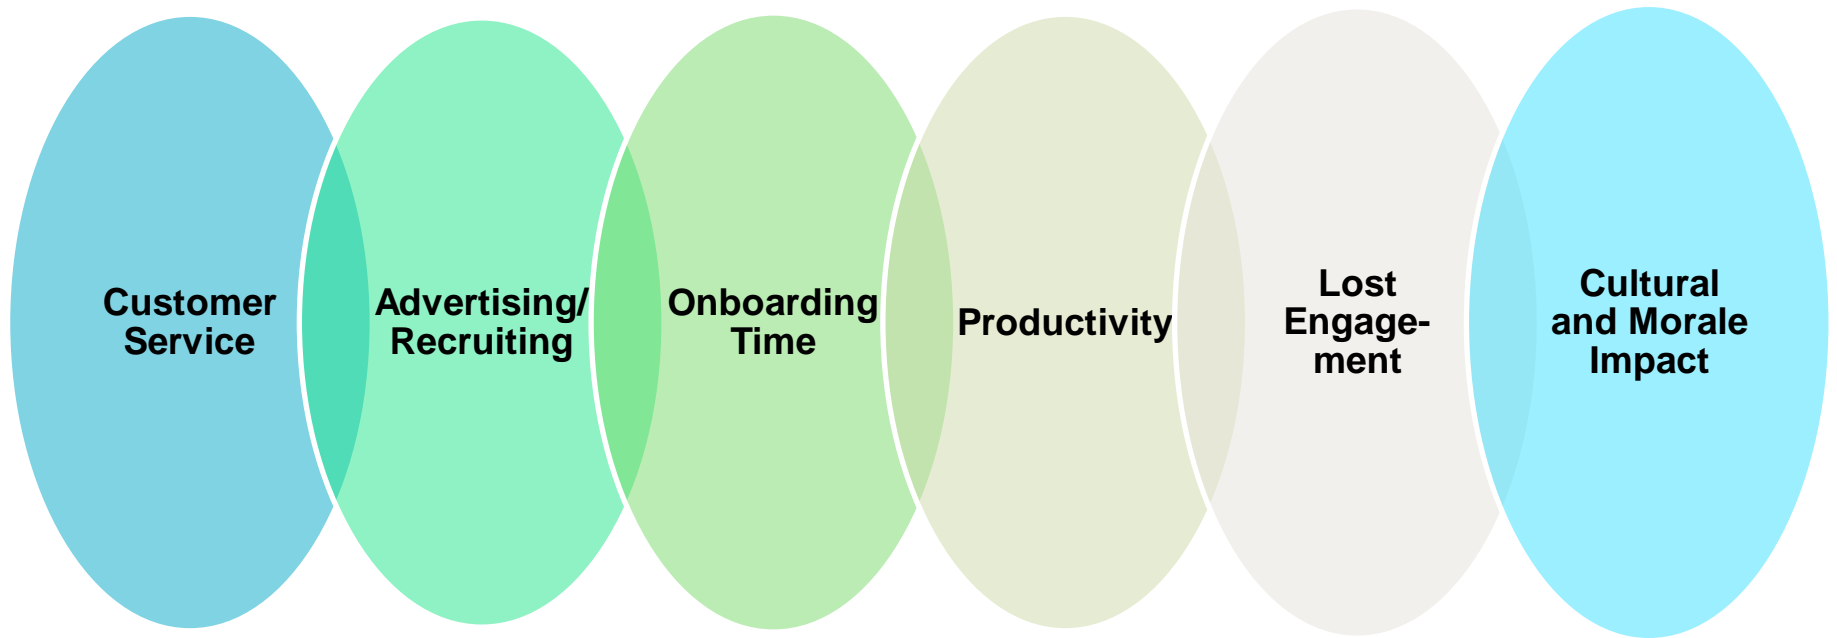 Customer
Service
Advertising/
Recruiting
Onboarding
Time
Productivity
Lost
Engage-
ment
Cultural
and Morale
Impact